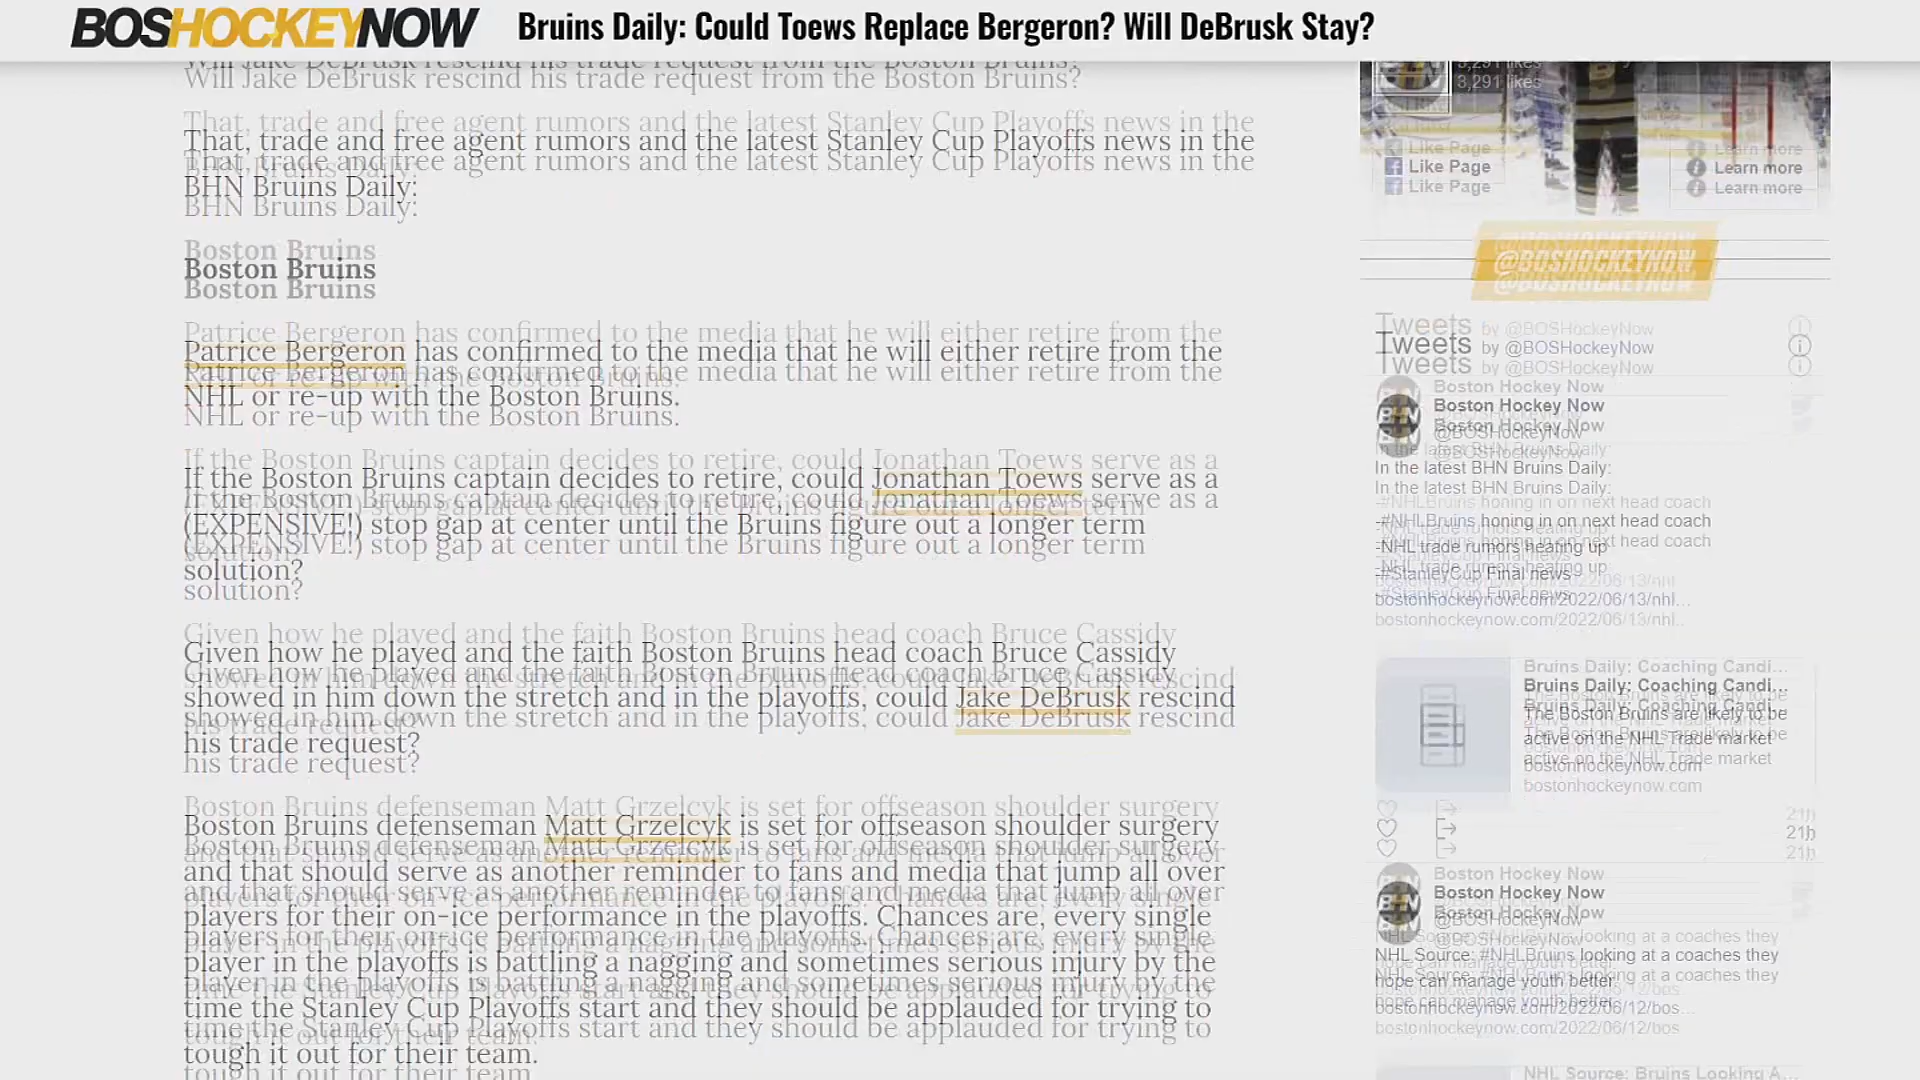 BOSHOCKEYNOW
Bruins Daily: Could Toews Replace Bergeron? Will DeBrusk Stay?
Will Jake DeBrusk rescind his trade request from the Boston Bruins?
That, trade and free agent rumors and the latest Stanley Cup Playoffs news in the
BHN Bruins Daily:
Boston Bruins
Patrice Bergeron has confirmed to the media that he will either retire from the
NHL or re-up with the Boston Bruins.
If the Boston Bruins captain decides to retire, could Jonathan Toews serve as a
(EXPENSIVE!) stop gap at center until the Bruins figure out a longer term
solution?
Given how he played and the faith Boston Bruins head coach Bruce Cassidy
showed in him down the stretch and in the playoffs, could Jake DeBrusk rescind
his trade request?
Boston Bruins defenseman Matt Grzelcyk is set for offseason shoulder surgery
and that should serve as another reminder to fans and media that jump all over
players for their on-ice performance in the playoffs. Chances are, every single
player in the playoffs is battling a nagging and sometimes serious injury by the
time the Stanley Cup Playoffs start and they should be applauded for trying to
tough it out for their team.
3,291 likes
Like Page
Learn more
@BOSHOCKEYNOW
Tweets by @BOSHockeyNow
Boston Hockey Now
@BOSHockeyNow
In the latest BHN Bruins Daily:
-#NHLBruins honing in on next head coach
-NHL trade rumors heating up
-#StanleyCup Final news
bostonhockeynow.com/2022/06/13/nhl…
Bruins Daily: Coaching Candi...
The Boston Bruins are likely to be
active on the NHL Trade market
bostonhockeynow.com
21h
Boston Hockey Now
@BOSHockeyNow
NHL Source: #NHLBruins looking at a coaches they
hope can manage youth better
bostonhockeynow.com/2022/06/12/bos…
NHL Source: Bruins Looking A...